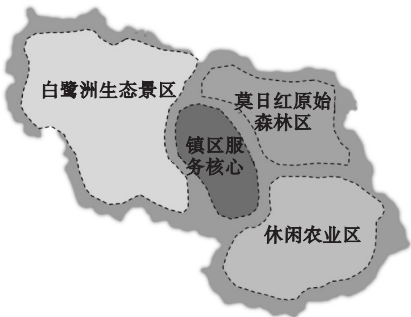 白鹭洲生态景区
莫日红原始
森林区
镇区服
务核心
休闲农业区